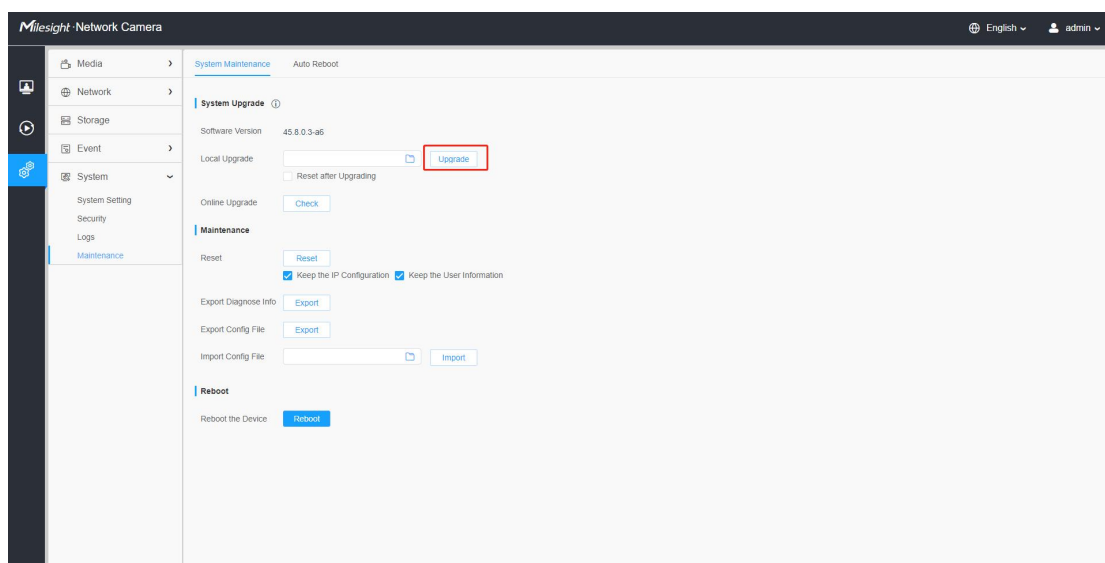 Milesight · Network Camera
English
admin
Media
Network
Storage
Event
System
System Setting
Security
Logs
Maintenance
System Maintenance Auto Reboot
System Upgrade
Software Version 45.8.0.3-a6
Local Upgrade Upgrade
Reset after Upgrading
Online Upgrade Check
Maintenance
Reset Reset
Keep the IP Configuration Keep the User Information
Export Diagnose Info Export
Export Config File Export
Import Config File Import
Reboot
Reboot the Device Reboot